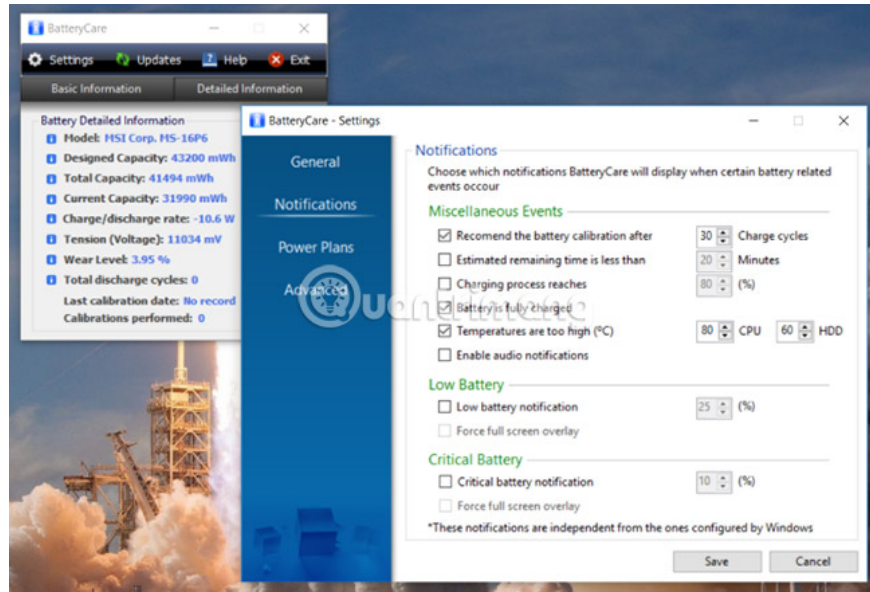 BatteryCare
Settings Updates Help Exit
Basic Information Detailed Information
Battery Detailed Information
Model: MSI Corp. MS-16P6
Designed Capacity: 43200 mWh
Total Capacity: 41494 mWh
Current Capacity: 31990 mWh
Charge/discharge rate: -10.6 W
Tension (Voltage): 11034 mV
Wear Level: 3.95 %
Total discharge cycles: 0
Last calibration date: No record
Calibrations performed: 0
BatteryCare - Settings
General
Notifications
Power Plans
Advanced
Notifications
Choose which notifications BatteryCare will display when certain battery related
events occour
Miscellaneous Events
Recomend the battery calibration after 30 Charge cycles
Estimated remaining time is less than 20 Minutes
Charging process reaches 80 (%)
Battery is fully charged
Temperatures are too high (ºC) 80 CPU 60 HDD
Enable audio notifications
Low Battery
Low battery notification 25 (%)
Force full screen overlay
Critical Battery
Critical battery notification 10 (%)
Force full screen overlay
*These notifications are independent from the ones configured by Windows
Save Cancel
Quantrimang